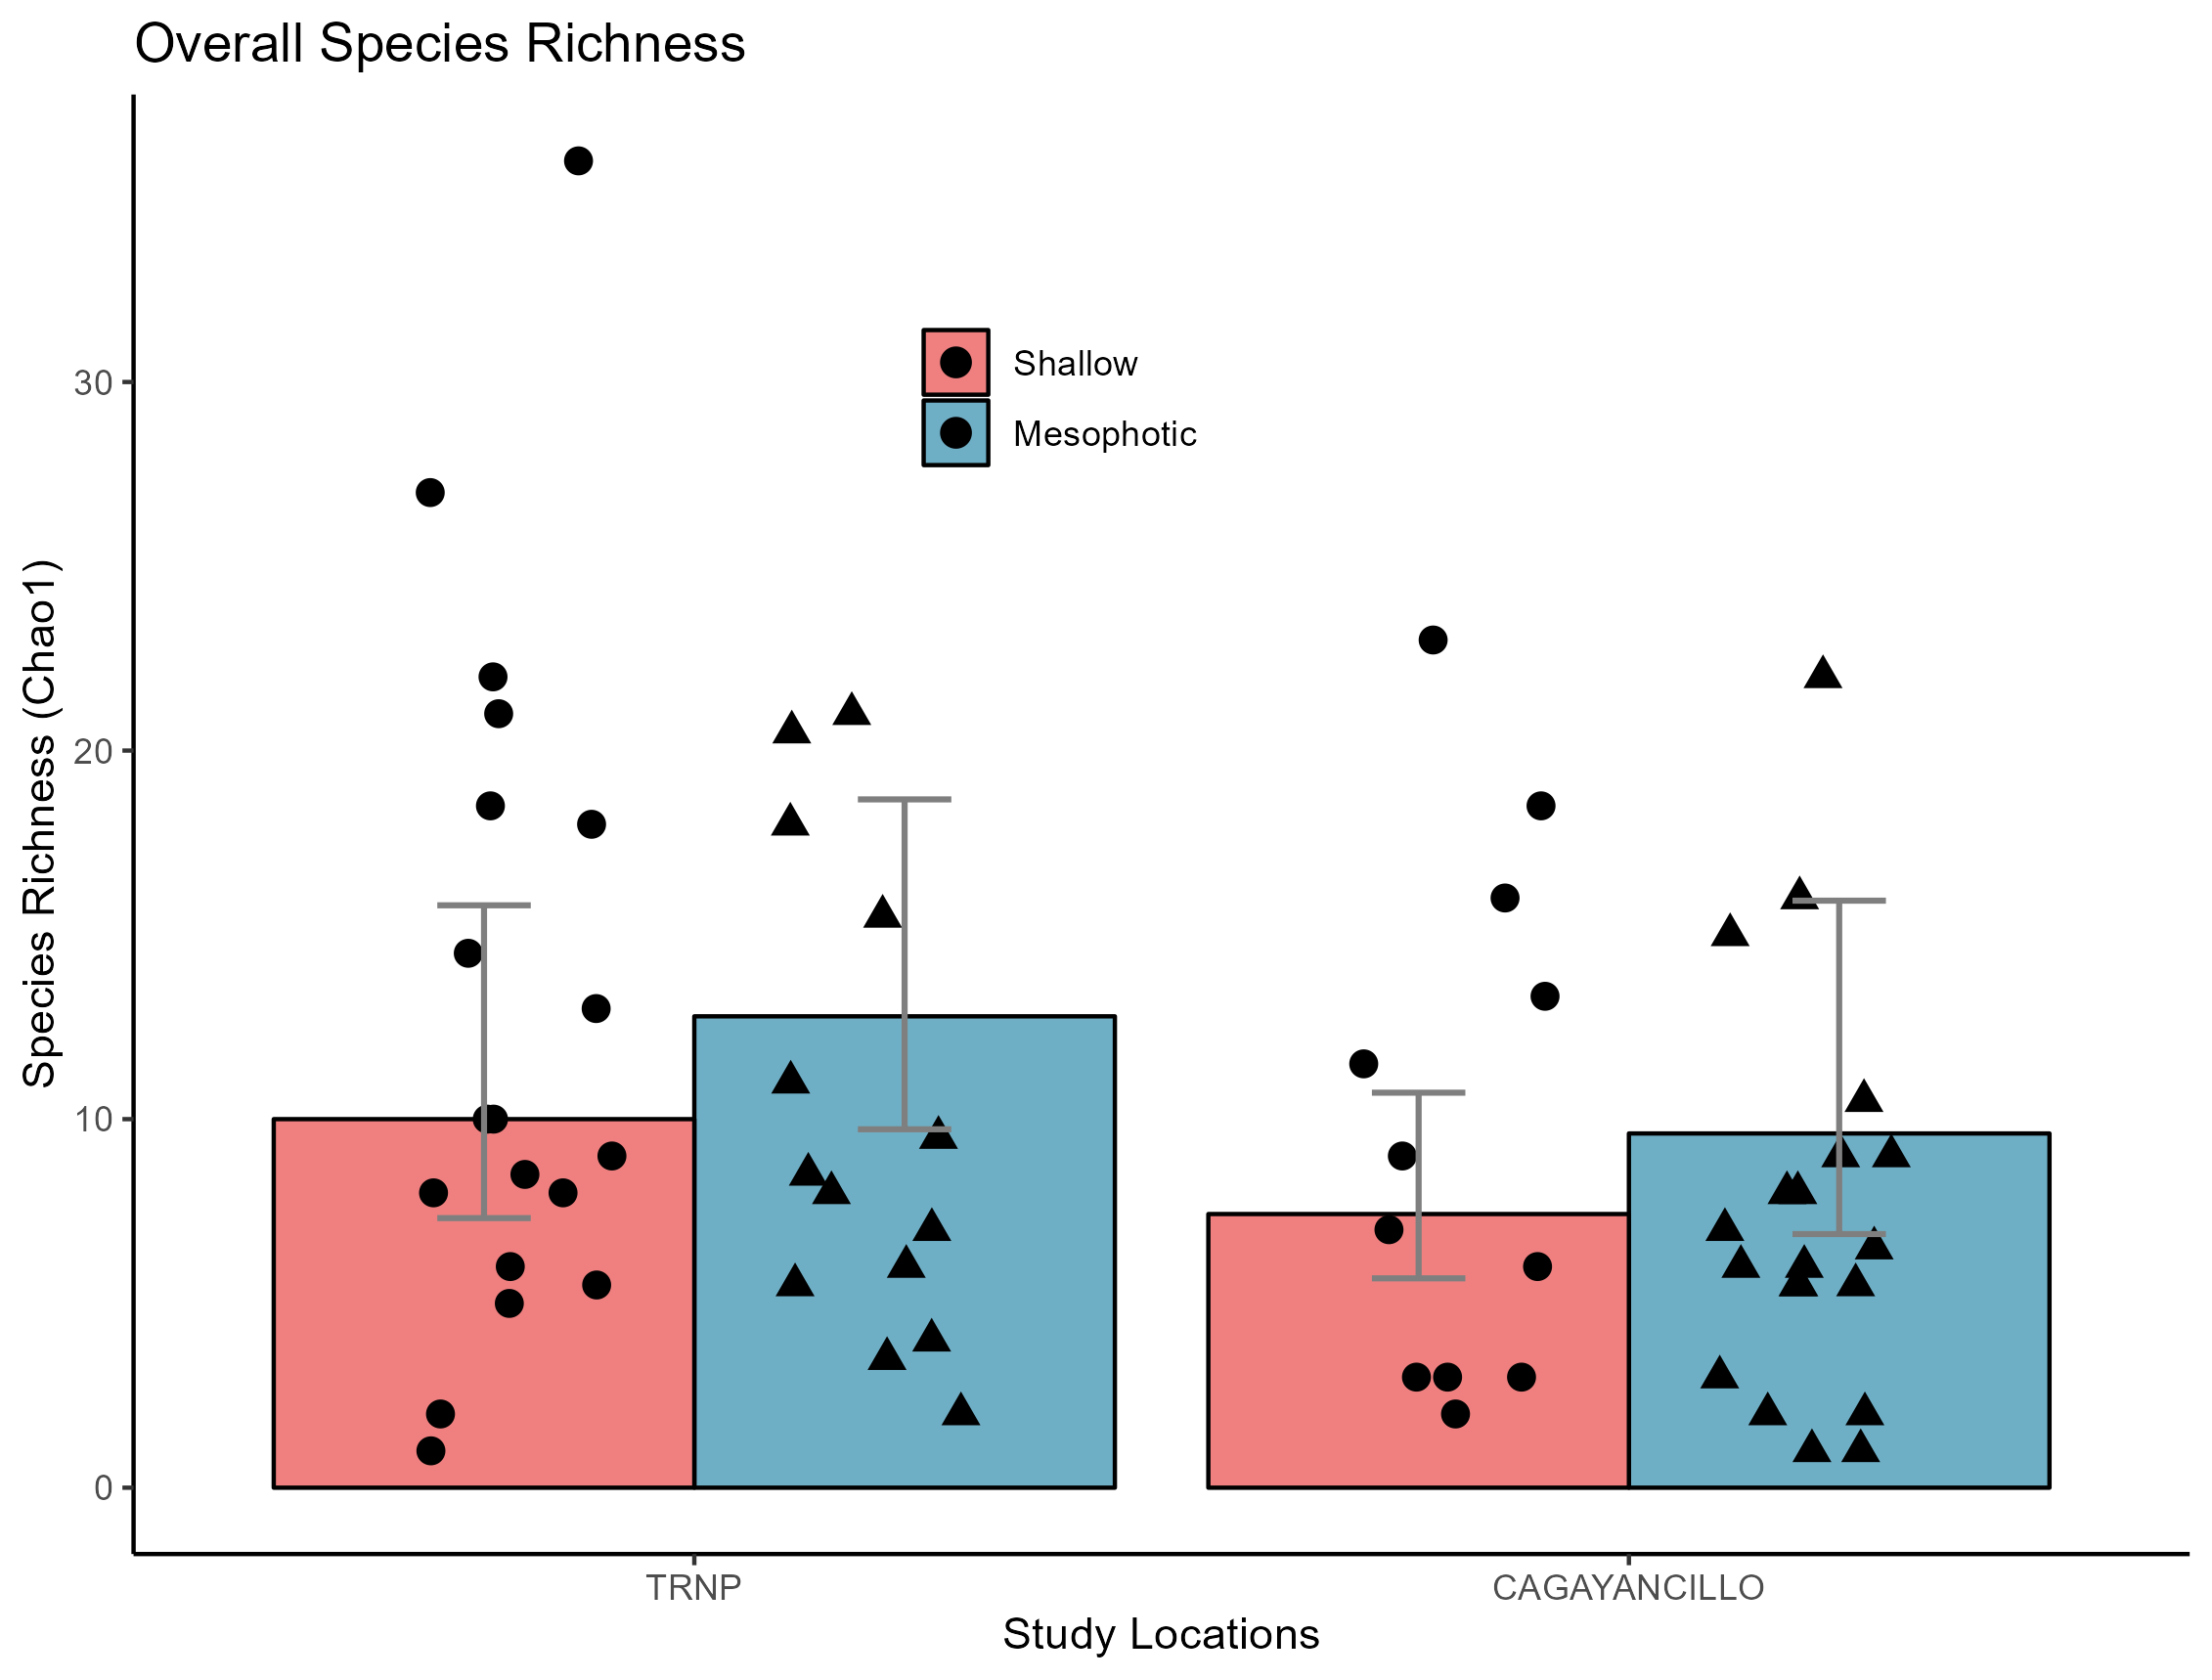 Overall Species Richness
Species Richness (Chao1)
30
20
10
0
Shallow
Mesophotic
TRNP
CAGAYANCILLO
Study Locations